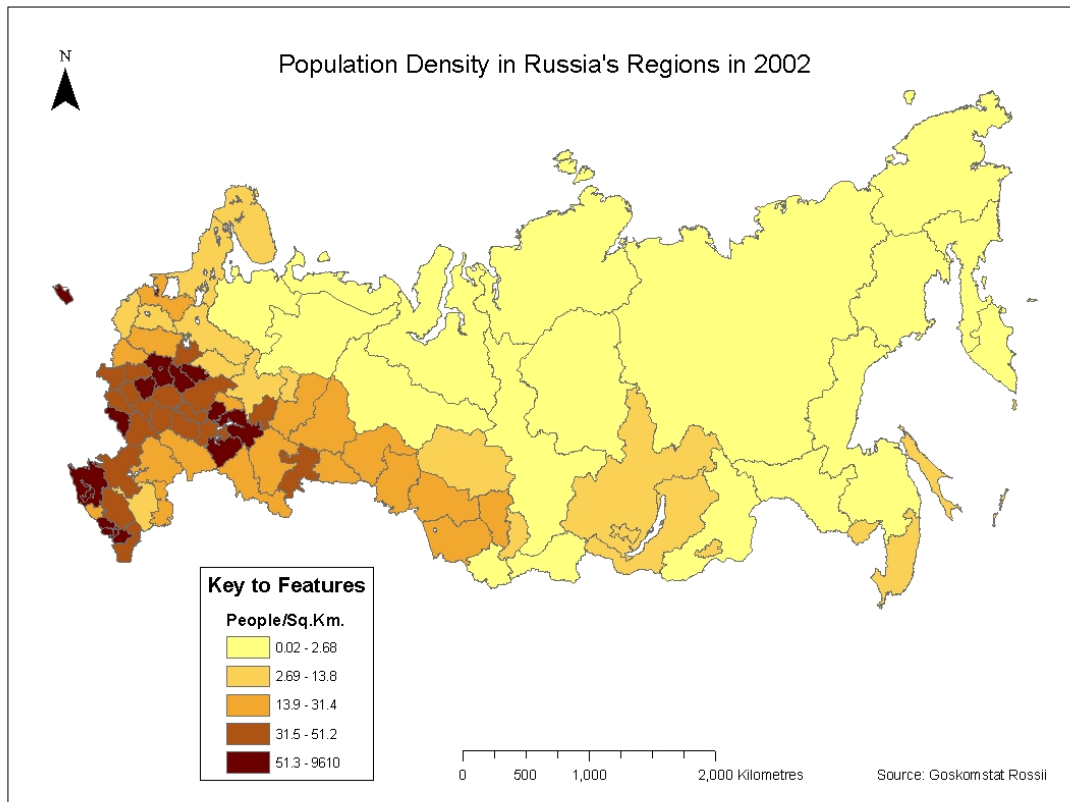 N
Population Density in Russia's Regions in 2002
Key to Features
People/Sq.Km.
0.02 - 2.68
2.69 - 13.8
13.9 - 31.4
31.5 - 51.2
51.3 - 9610
0 500 1,000 2,000 Kilometres
Source: Goskomstat Rossii